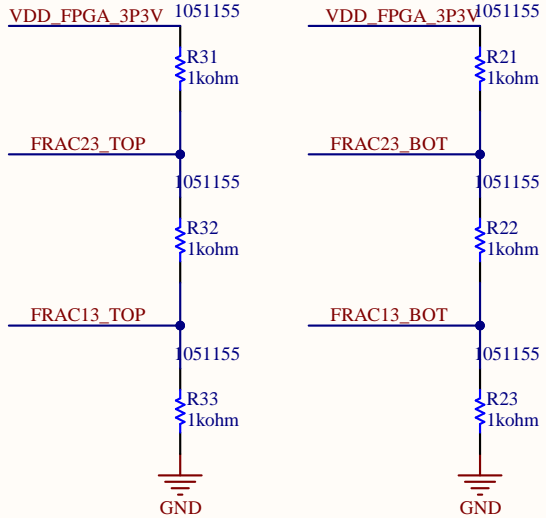 VDD_FPGA_3P3V 1051155
R31
1kohm
FRAC23_TOP
1051155
R32
1kohm
FRAC13_TOP
1051155
R33
1kohm
GND
VDD_FPGA_3P3V 1051155
R21
1kohm
FRAC23_BOT
1051155
R22
1kohm
FRAC13_BOT
1051155
R23
1kohm
GND